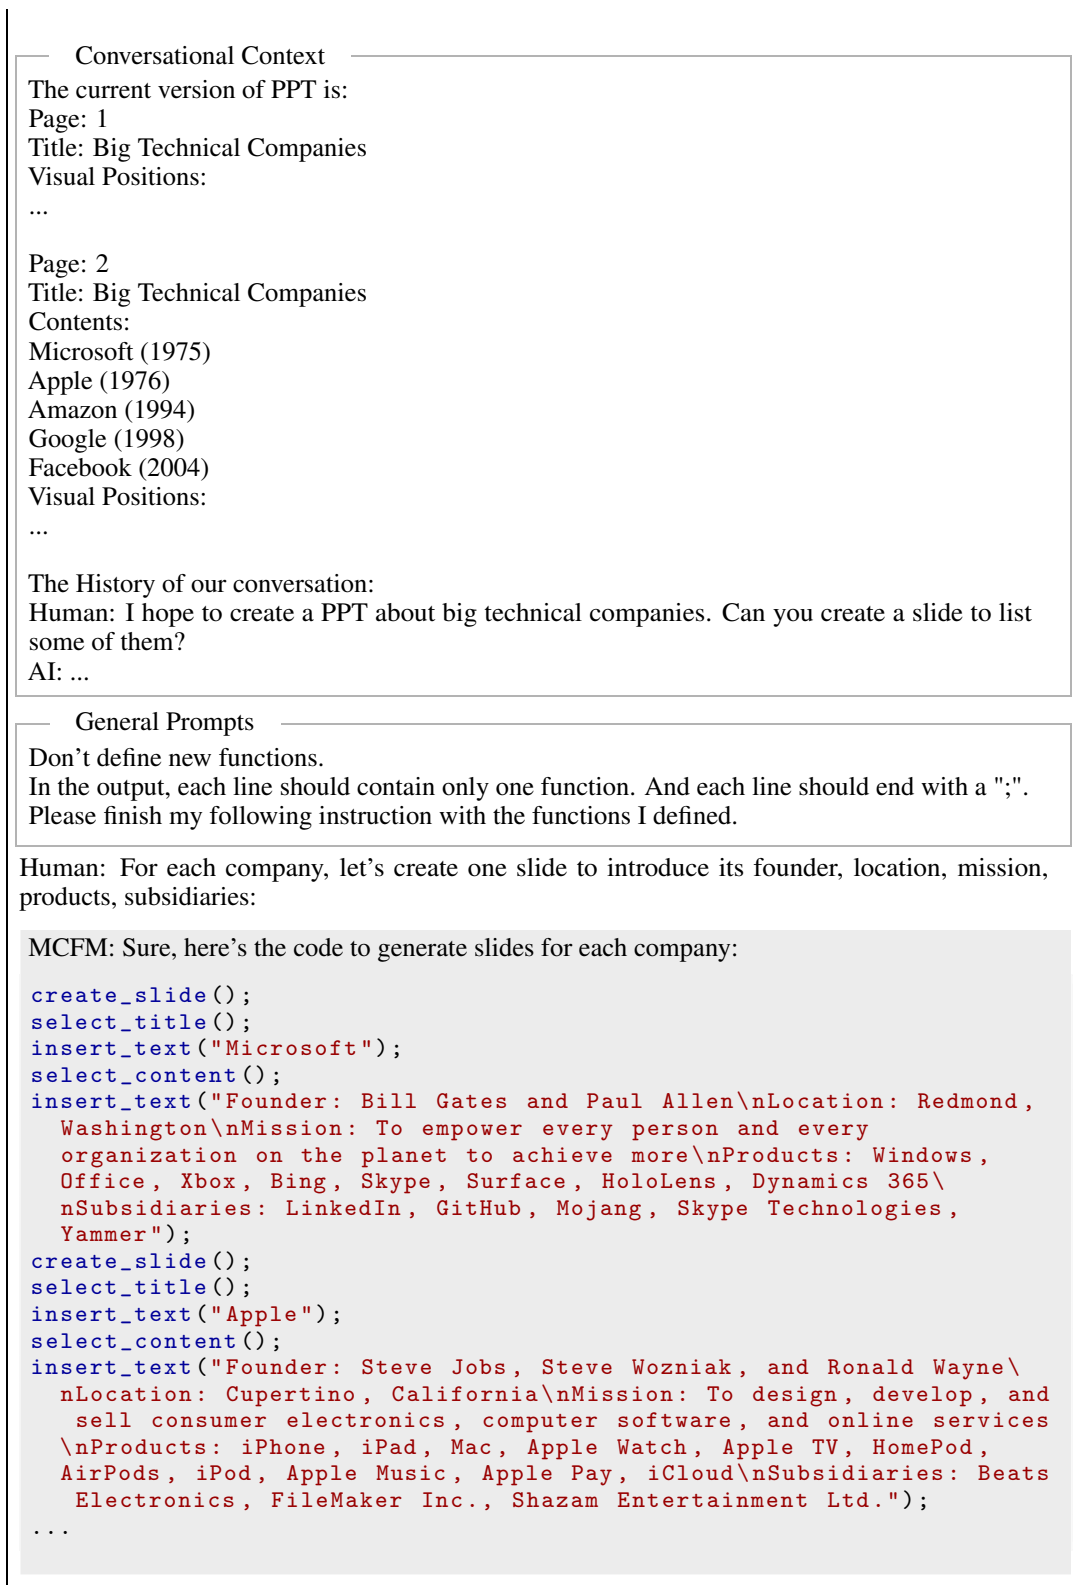 Conversational Context
The current version of PPT is:
Page: 1
Title: Big Technical Companies
Visual Positions:
...
Page: 2
Title: Big Technical Companies
Contents:
Microsoft (1975)
Apple (1976)
Amazon (1994)
Google (1998)
Facebook (2004)
Visual Positions:
...
The History of our conversation:
Human: I hope to create a PPT about big technical companies. Can you create a slide to list
some of them?
AI: ...
General Prompts
Don't define new functions.
In the output, each line should contain only one function. And each line should end with a ";".
Please finish my following instruction with the functions I defined.
Human: For each company, let's create one slide to introduce its founder, location, mission,
products, subsidiaries:
MCFM: Sure, here's the code to generate slides for each company:
create_slide();
select_title();
insert_text("Microsoft");
select_content();
insert_text("Founder: Bill Gates and Paul Allen\nLocation: Redmond,
Washington\nMission: To empower every person and every
organization on the planet to achieve more\nProducts: Windows,
Office, Xbox, Bing, Skype, Surface, HoloLens, Dynamics 365\
nSubsidiaries: LinkedIn, GitHub, Mojang, Skype Technologies,
Yammer");
create_slide();
select_title();
insert_text("Apple");
select_content();
insert_text("Founder: Steve Jobs, Steve Wozniak, and Ronald Wayne\
nLocation: Cupertino, California\nMission: To design, develop, and
sell consumer electronics, computer software, and online services
\nProducts: iPhone, iPad, Mac, Apple Watch, Apple TV, HomePod,
AirPods, iPod, Apple Music, Apple Pay, iCloud\nSubsidiaries: Beats
Electronics, FileMaker Inc., Shazam Entertainment Ltd.");
...